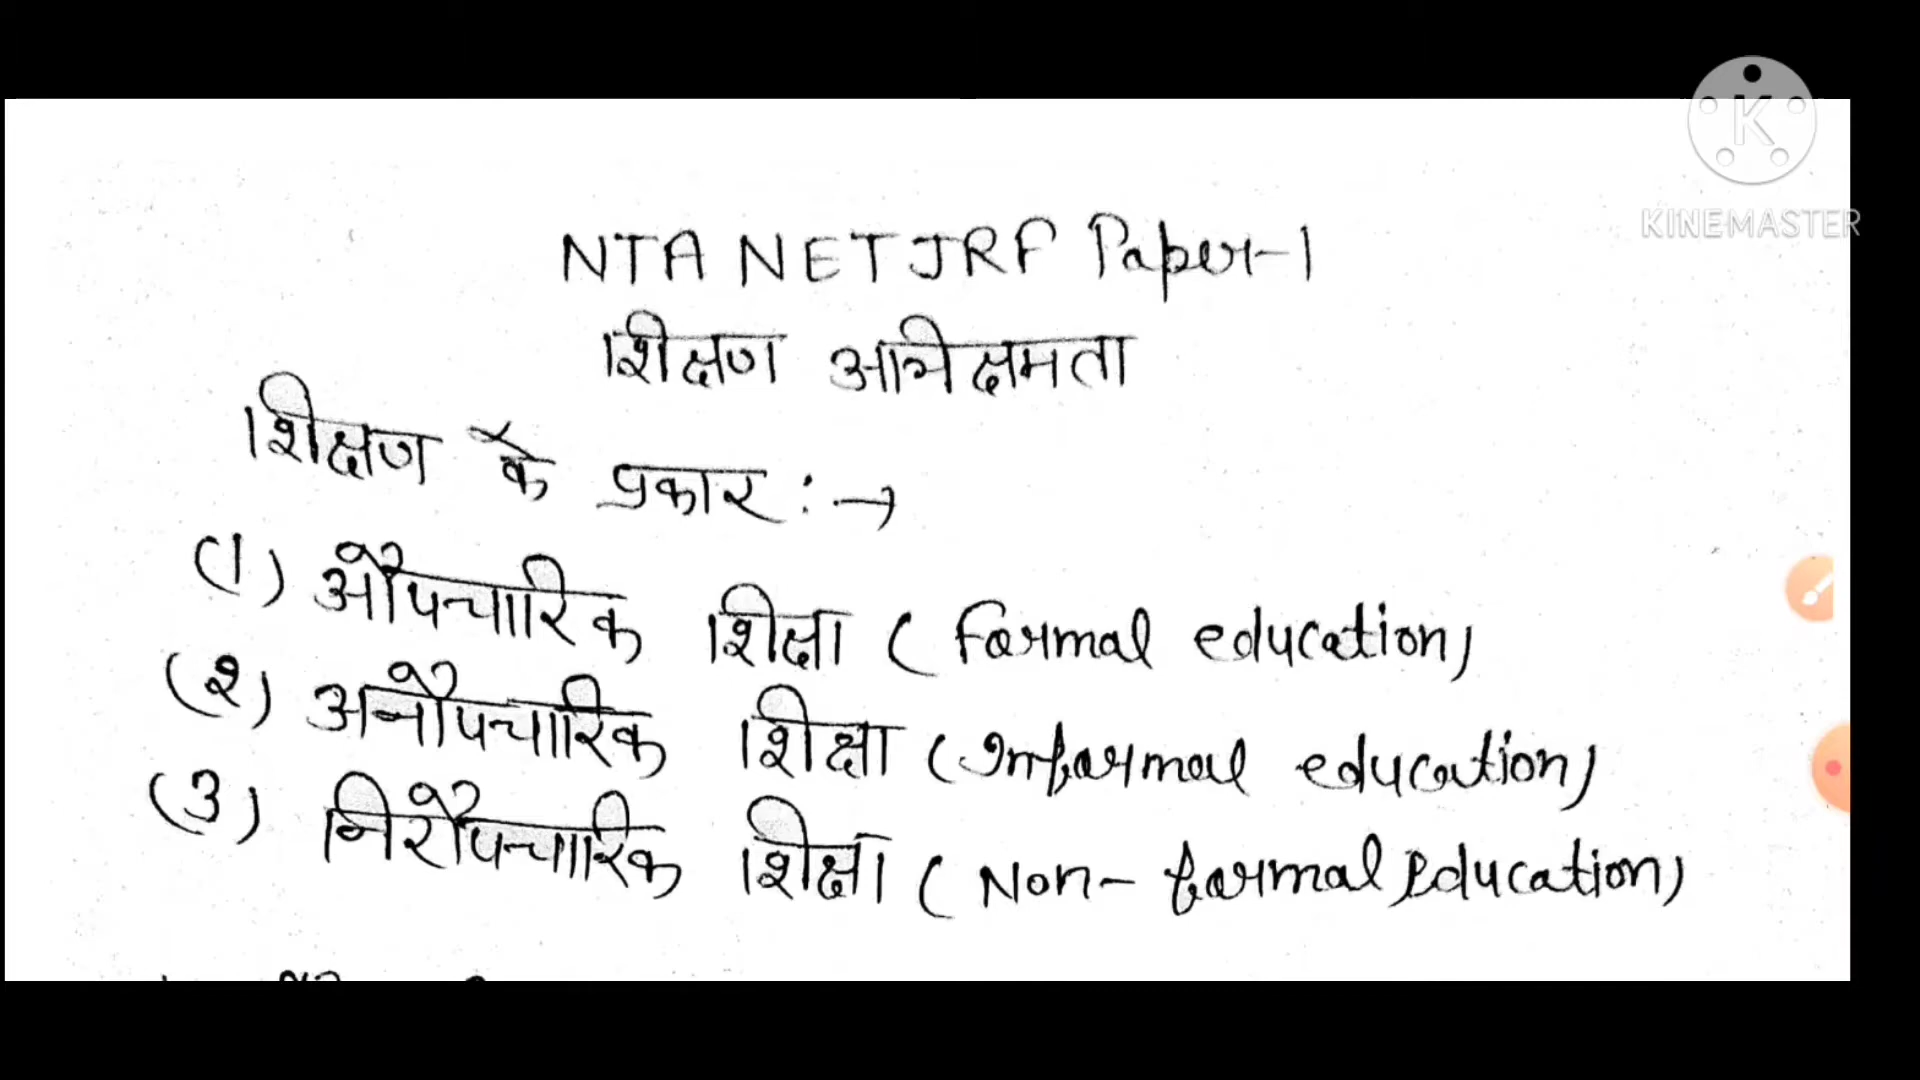 K
KINEMASTER
NTA NET JRF Paper-1
शिक्षण अभिक्षमता
शिक्षण के प्रकार :→
(1) औपचारिक शिक्षा ( formal education)
(2) अनौपचारिक शिक्षा (Informal education)
(3) निरौपचारिक शिक्षा ( Non- formal Education)